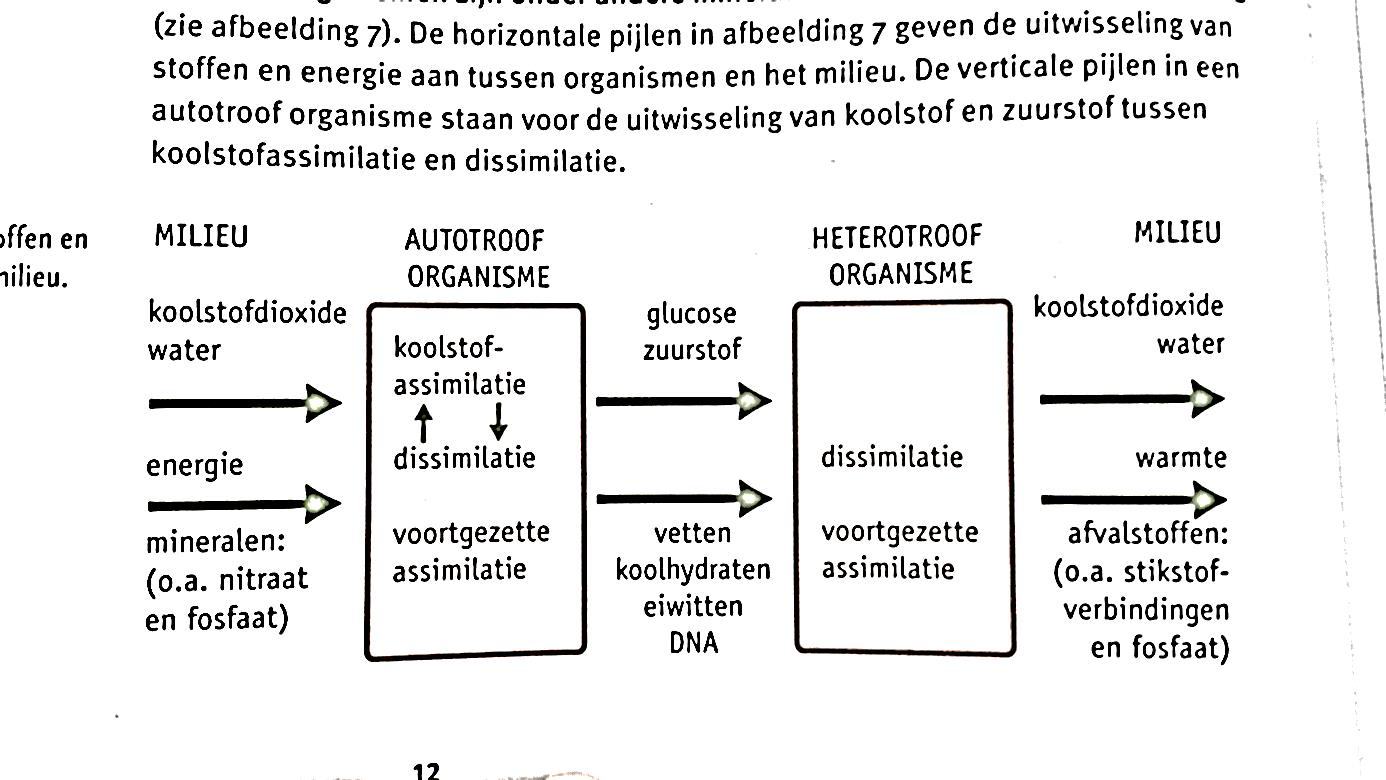 (zie afbeelding 7). De horizontale pijlen in afbeelding 7 geven de uitwisseling van
stoffen en energie aan tussen organismen en het milieu. De verticale pijlen in een
autotroof organisme staan voor de uitwisseling van koolstof en zuurstof tussen
koolstofassimilatie en dissimilatie.
offen en
milieu.
MILIEU
koolstofdioxide
water
energie
mineralen:
(o.a. nitraat
en fosfaat)
AUTOTROOF
ORGANISME
koolstof-
assimilatie
dissimilatie
voortgezette
assimilatie
glucose
zuurstof
vetten
koolhydraten
eiwitten
DNA
HETEROTROOF
ORGANISME
dissimilatie
voortgezette
assimilatie
MILIEU
koolstofdioxide
water
warmte
afvalstoffen:
(o.a. stikstof-
verbindingen
en fosfaat)
12